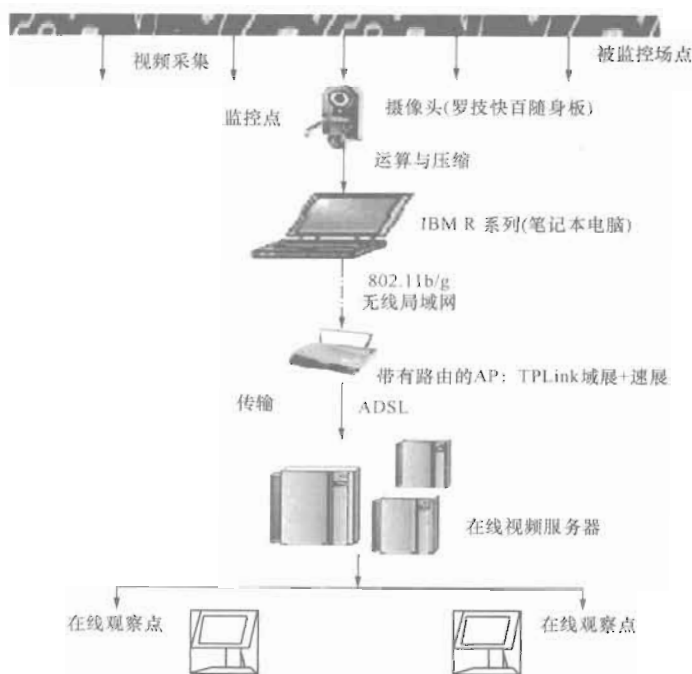 视频采集
被监控场点
监控点
摄像头(罗技快百随身板)
运算与压缩
IBM R 系列(笔记本电脑)
802.11b/g
无线局域网
带有路由的AP：TPLink域展+速展
传输
ADSL
在线视频服务器
在线观察点
在线观察点